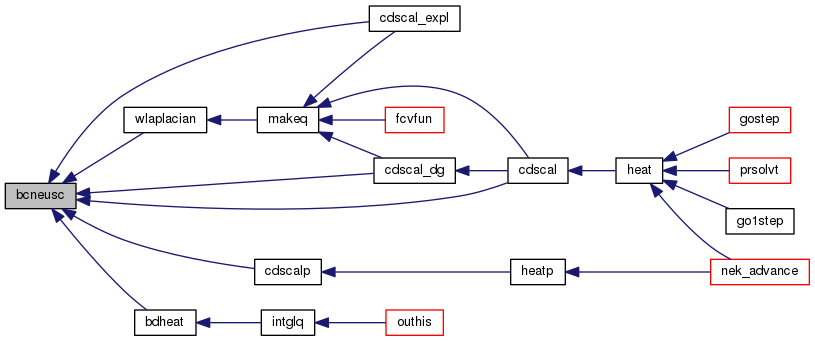 cdscal_expl
wlaplacian
makeq
fcvfun
gostep
cdscal_dg
cdscal
heat
prsolvt
bcneusc
go1step
cdscalp
heatp
nek_advance
bdheat
intglq
outhis